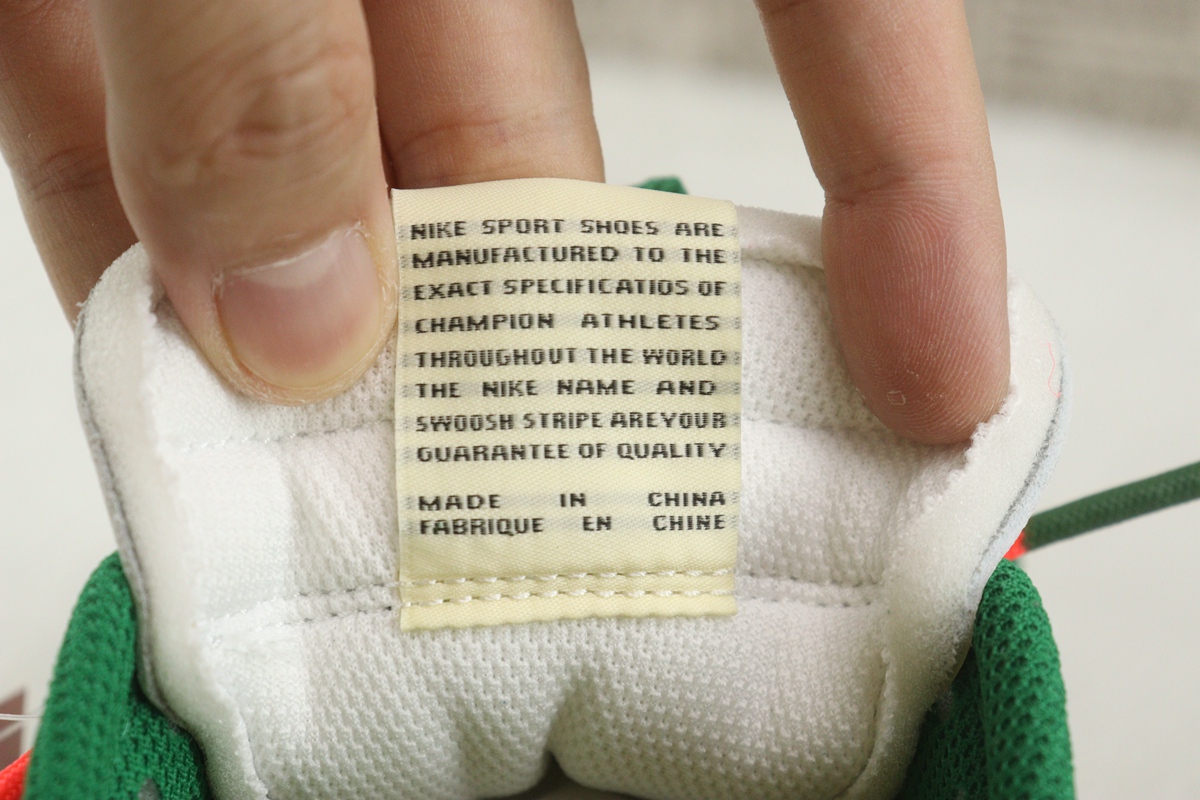 NIKE SPORT SHOES ARE
MANUFACTURED TO THE
EXACT SPECIFICATIOS OF
CHAMPION ATHLETES
THROUGHOUT THE WORLD
THE NIKE NAME AND
SWOOSH STRIPE AREYOUR
GUARANTEE OF QUALITY
MADE IN CHINA
FABRIQUE EN CHINE